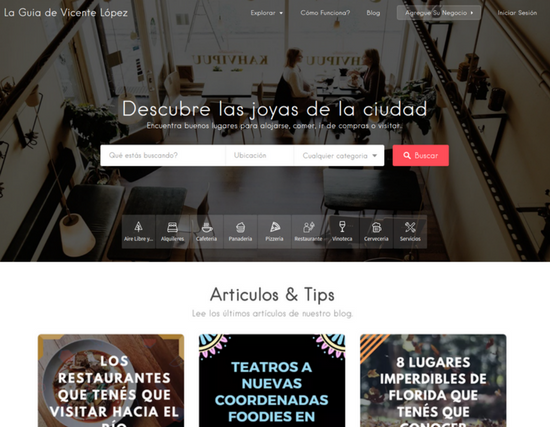 La Guia de Vicente López
Explorar
Cómo Funciona?
Blog
Agregue Su Negocio
Iniciar Sesión
Descubre las joyas de la ciudad
Encuentra buenos lugares para alojarse, comer, ir de compras o visitar.
Qué estás buscando?
Ubicación
Cualquier categoría
Buscar
Aire Libre y...
Alquileres
Cafeteria
Panaderia
Pizzeria
Restaurante
Vinoteca
Cerveceria
Servicios
Articulos & Tips
Lee los últimos articulos de nuestro blog.
LOS
RESTAURANTES
QUE TENÉS QUE
VISITAR HACIA EL
RÍO
TEATROS A
NUEVAS
COORDENADAS
FOODIES EN
8 LUGARES
IMPERDIBLES DE
FLORIDA QUE
TENÉS QUE
CONOCER